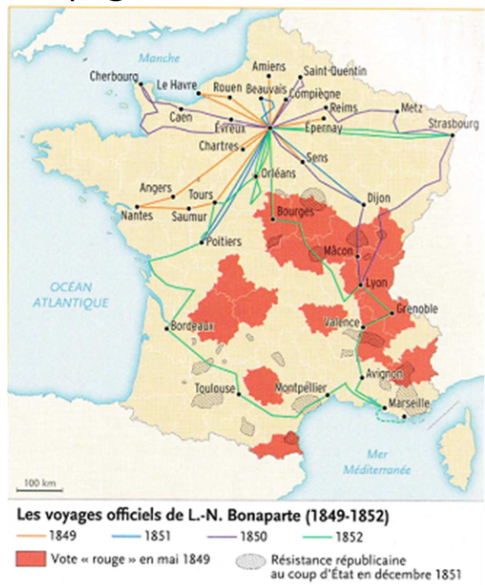 Manche
Amiens
Saint-Quentin
Cherbourg
Le Havre
Rouen
Beauvais
Compiègne
Reims
Metz
Caen
Évreux
Épernay
Strasbourg
Chartres
Sens
Orléans
Angers
Tours
Dijon
Nantes
Saumur
Bourges
Poitiers
Mâcon
OCÉAN
ATLANTIQUE
Lyon
Grenoble
Bordeaux
Valence
Toulouse
Montpellier
Avignon
Marseille
Mer
Méditerranée
100 km
Les voyages officiels de L.-N. Bonaparte (1849-1852)
1849 1851 1850 1852
Vote « rouge » en mai 1849
Résistance républicaine
au coup d'État en décembre 1851